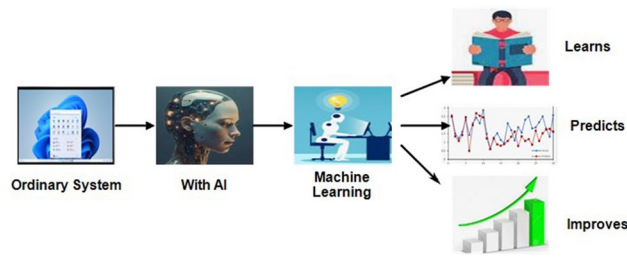 Learns
Predicts
Ordinary System
With AI
Machine
Learning
Improves